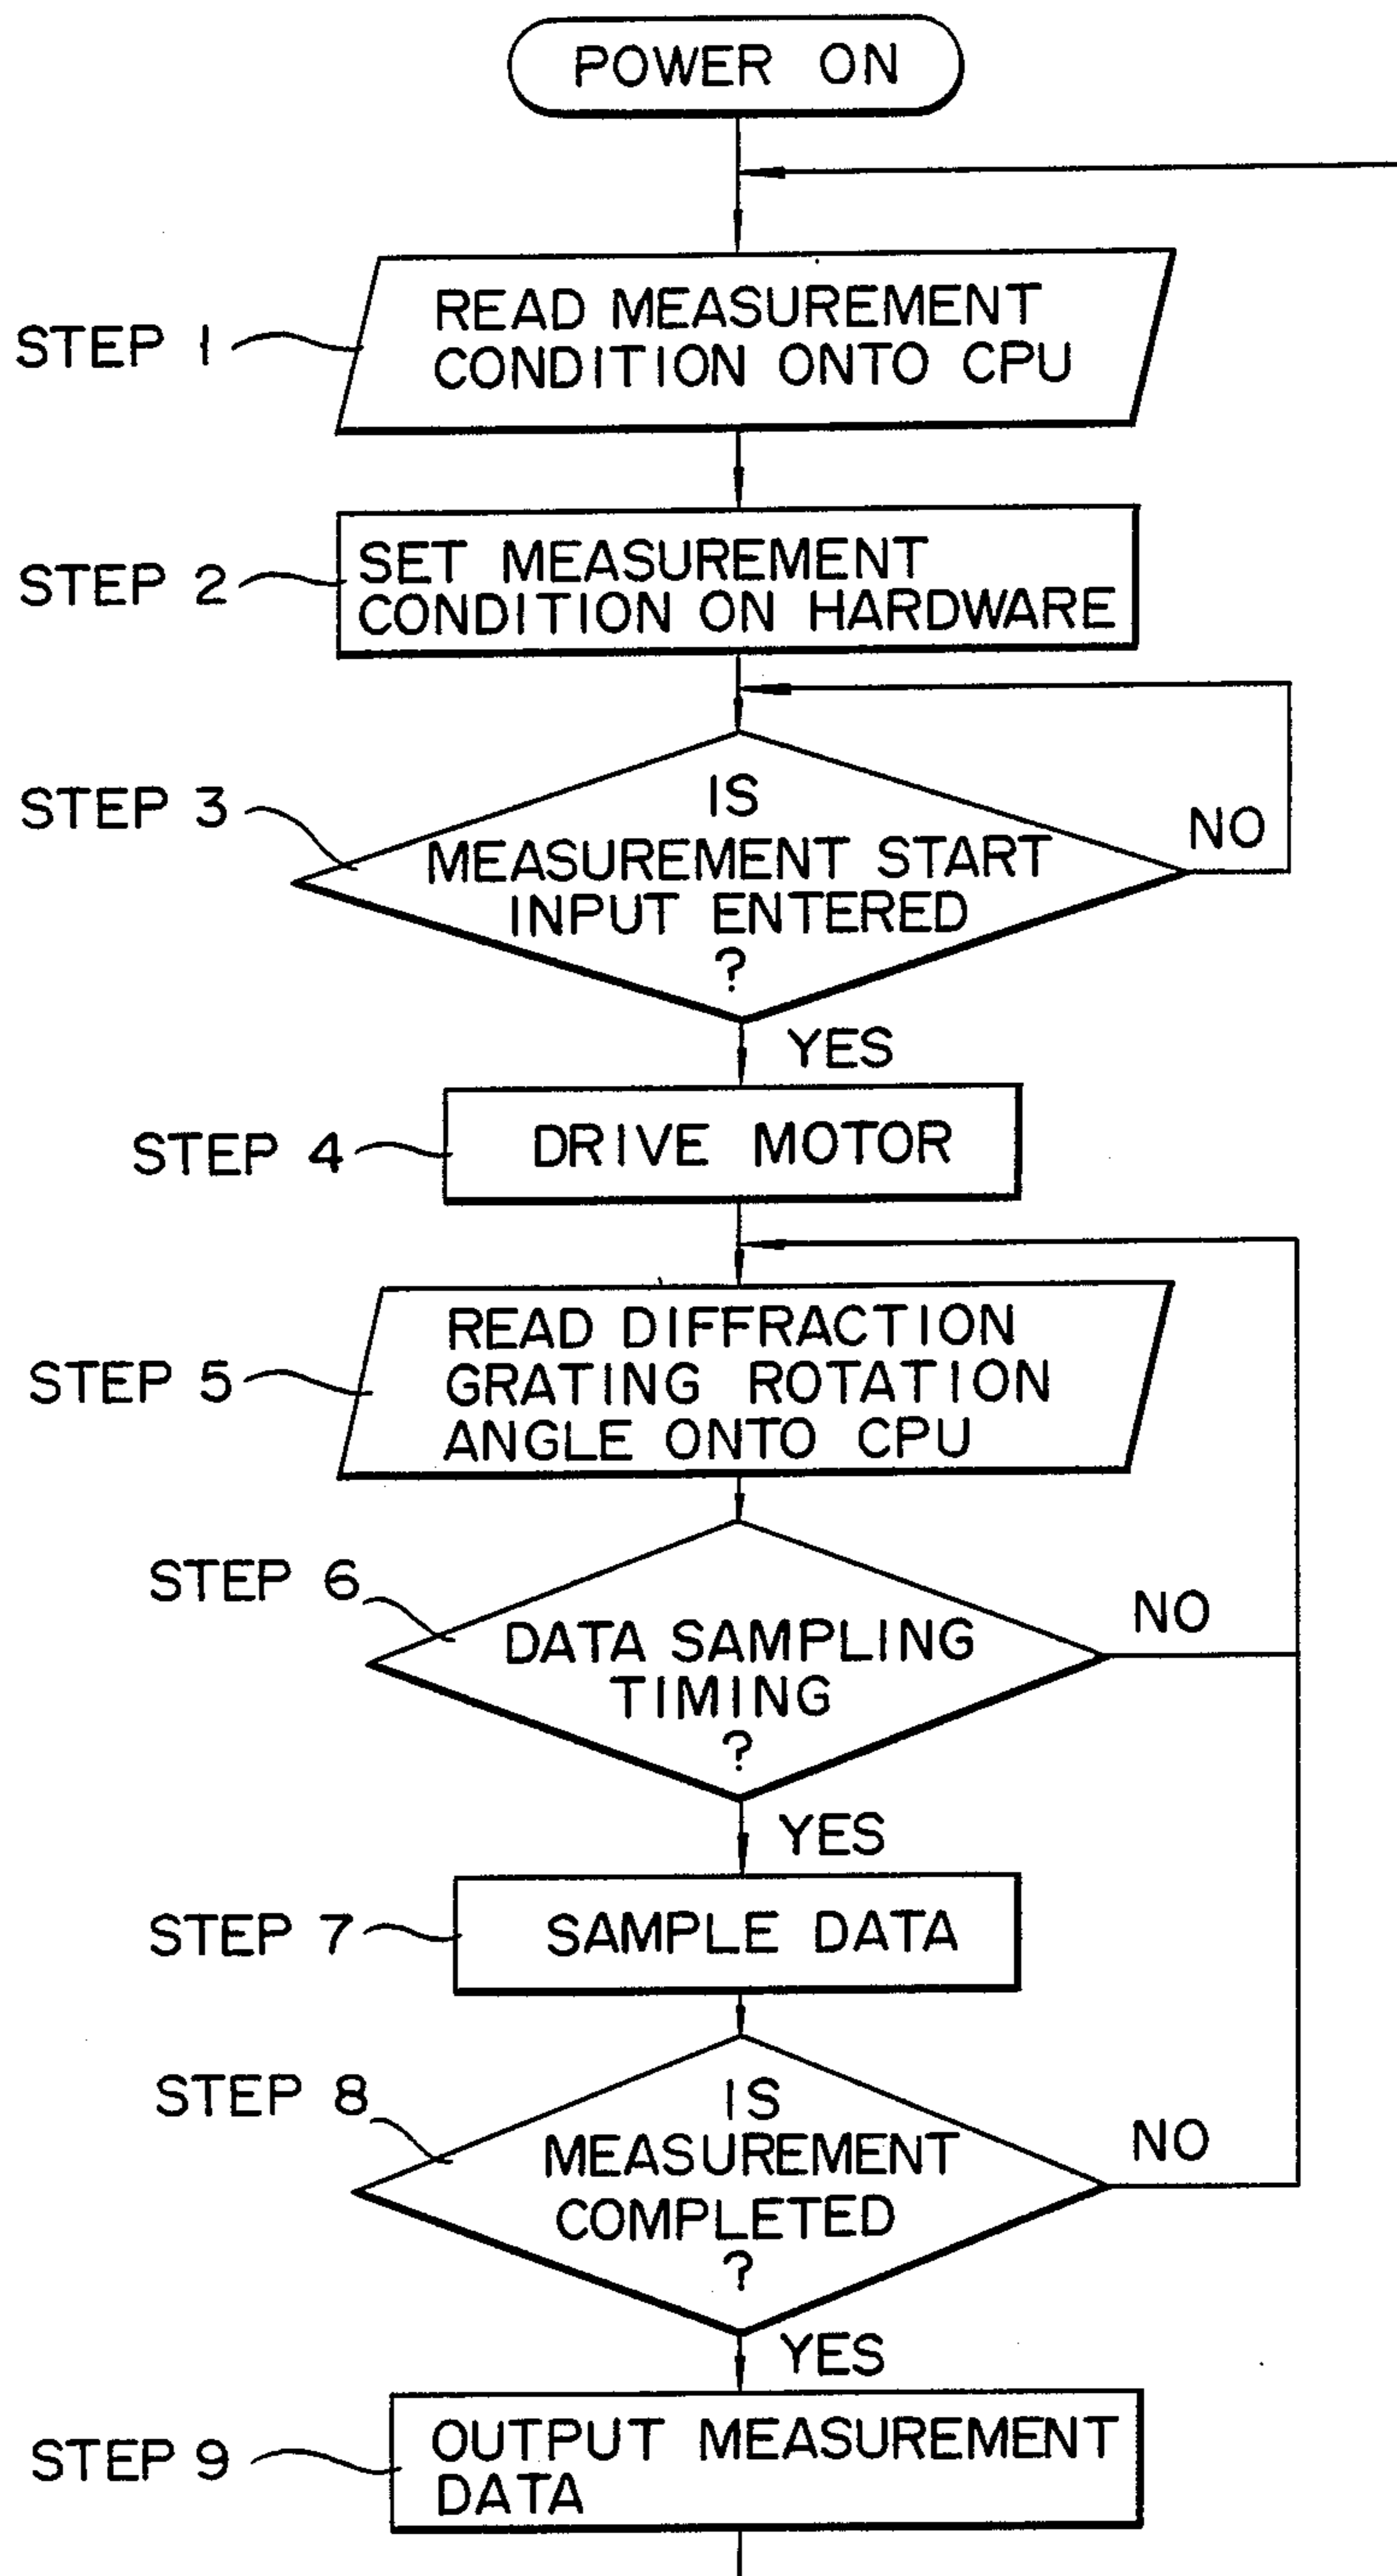 POWER ON
STEP 1
READ MEASUREMENT
CONDITION ONTO CPU
STEP 2
SET MEASUREMENT
CONDITION ON HARDWARE
STEP 3
IS
MEASUREMENT START
INPUT ENTERED
?
NO
YES
STEP 4
DRIVE MOTOR
STEP 5
READ DIFFRACTION
GRATING ROTATION
ANGLE ONTO CPU
STEP 6
DATA SAMPLING
TIMING
?
NO
YES
STEP 7
SAMPLE DATA
STEP 8
IS
MEASUREMENT
COMPLETED
?
NO
YES
STEP 9
OUTPUT MEASUREMENT
DATA